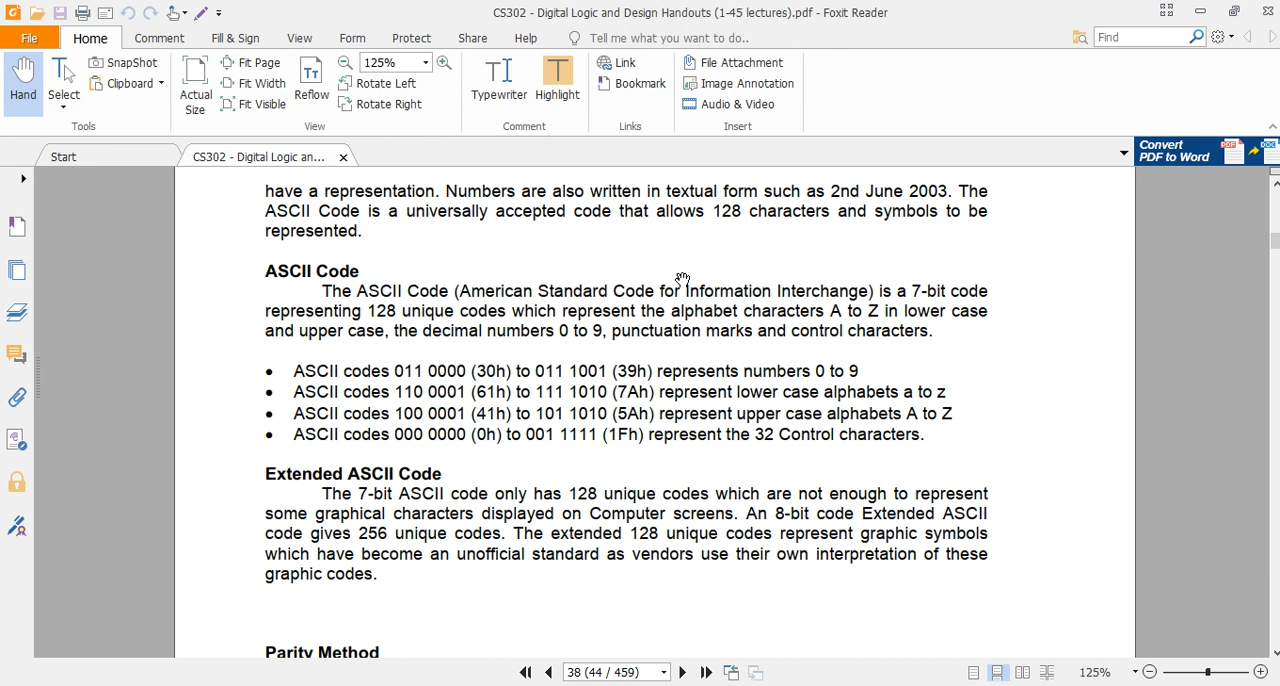 CS302 - Digital Logic and Design Handouts (1-45 lectures).pdf - Foxit Reader
File Home Comment Fill & Sign View Form Protect Share Help Tell me what you want to do.. Find
Hand
Select
SnapShot
Clipboard
Tools
Actual
Size
Fit Page
Fit Width
Fit Visible
Reflow
125%
Rotate Left
Rotate Right
View
Typewriter
Highlight
Comment
Link
Bookmark
Links
File Attachment
Image Annotation
Audio & Video
Insert
Start
CS302 - Digital Logic an...
Convert
PDF to Word
PDF
DOC
have a representation. Numbers are also written in textual form such as 2nd June 2003. The
ASCII Code is a universally accepted code that allows 128 characters and symbols to be
represented.
ASCII Code
The ASCII Code (American Standard Code for Information Interchange) is a 7-bit code
representing 128 unique codes which represent the alphabet characters A to Z in lower case
and upper case, the decimal numbers 0 to 9, punctuation marks and control characters.
• ASCII codes 011 0000 (30h) to 011 1001 (39h) represents numbers 0 to 9
• ASCII codes 110 0001 (61h) to 111 1010 (7Ah) represent lower case alphabets a to z
• ASCII codes 100 0001 (41h) to 101 1010 (5Ah) represent upper case alphabets A to Z
• ASCII codes 000 0000 (0h) to 001 1111 (1Fh) represent the 32 Control characters.
Extended ASCII Code
The 7-bit ASCII code only has 128 unique codes which are not enough to represent
some graphical characters displayed on Computer screens. An 8-bit code Extended ASCII
code gives 256 unique codes. The extended 128 unique codes represent graphic symbols
which have become an unofficial standard as vendors use their own interpretation of these
graphic codes.
Parity Method
38 (44 / 459)
125%